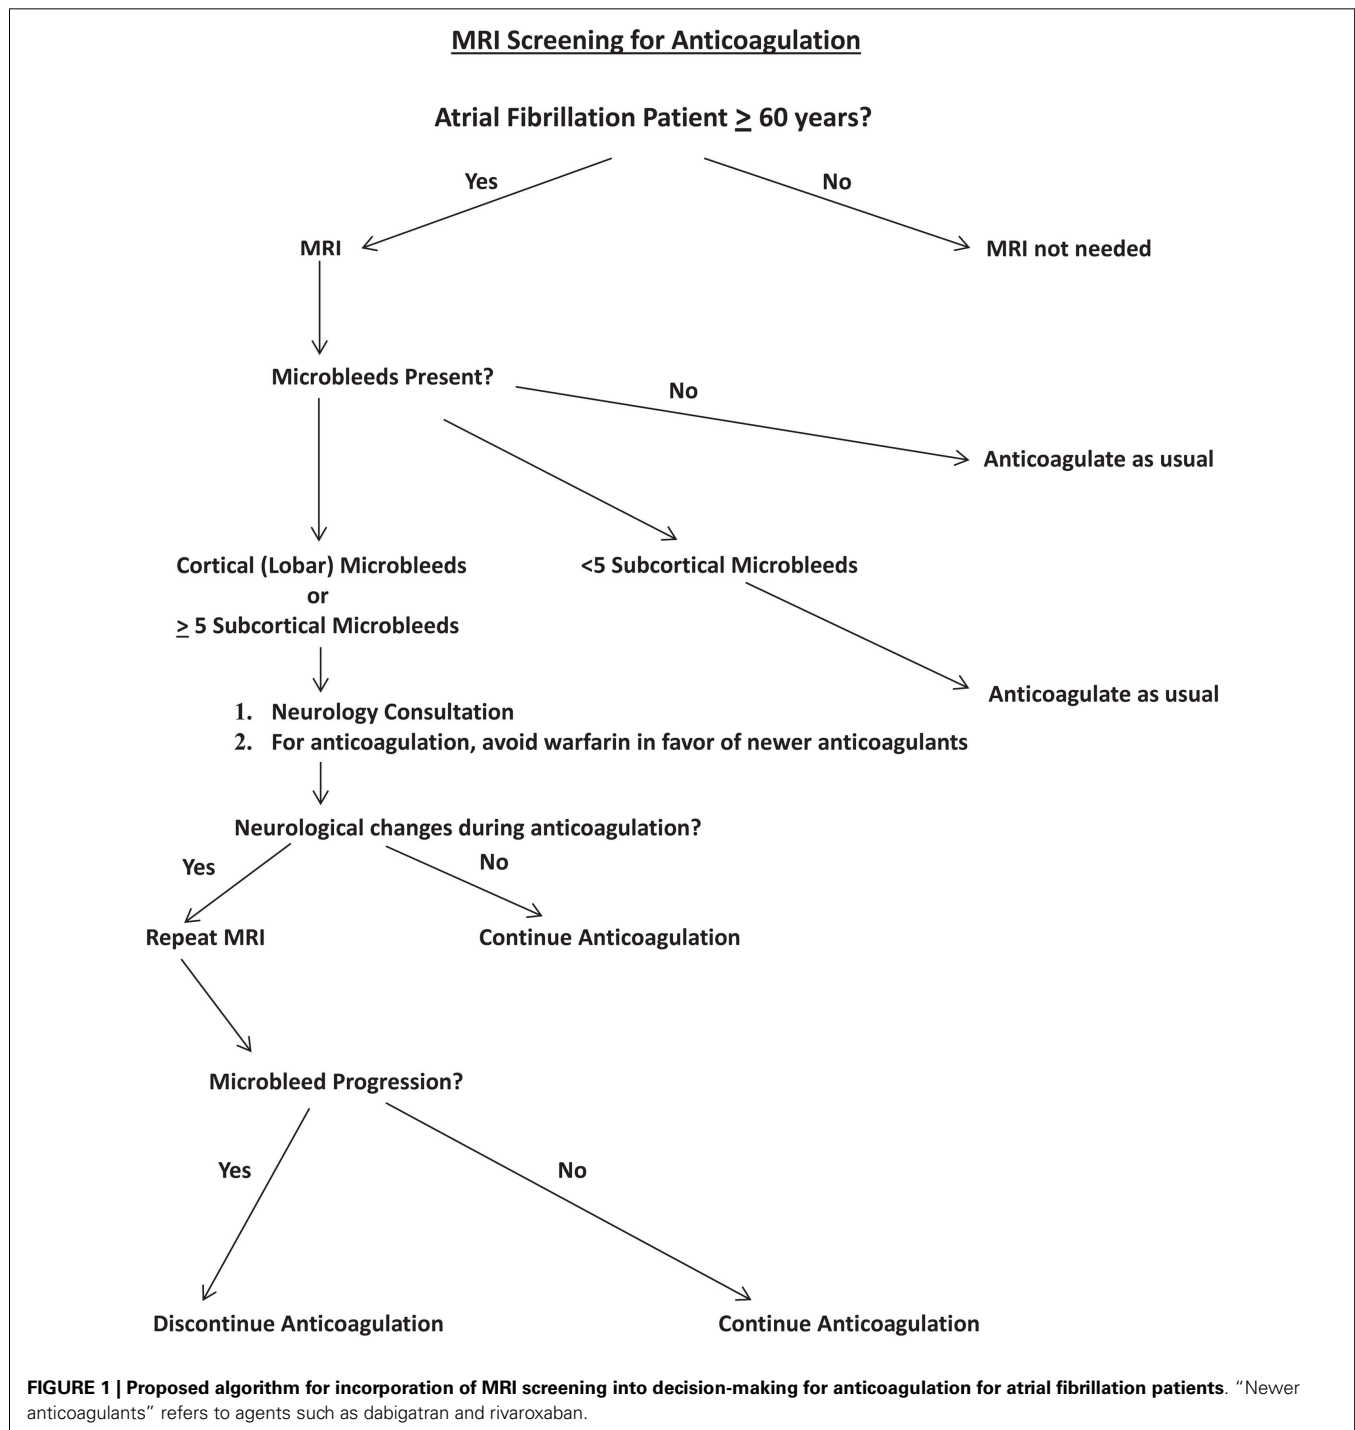 MRI Screening for Anticoagulation
Atrial Fibrillation Patient ≥ 60 years?
Yes
No
MRI
MRI not needed
Microbleeds Present?
No
Anticoagulate as usual
Cortical (Lobar) Microbleeds
or
≥ 5 Subcortical Microbleeds
<5 Subcortical Microbleeds
Anticoagulate as usual
1. Neurology Consultation
2. For anticoagulation, avoid warfarin in favor of newer anticoagulants
Neurological changes during anticoagulation?
Yes
No
Repeat MRI
Continue Anticoagulation
Microbleed Progression?
Yes
No
Discontinue Anticoagulation
Continue Anticoagulation
FIGURE 1 | Proposed algorithm for incorporation of MRI screening into decision-making for anticoagulation for atrial fibrillation patients. “Newer
anticoagulants” refers to agents such as dabigatran and rivaroxaban.